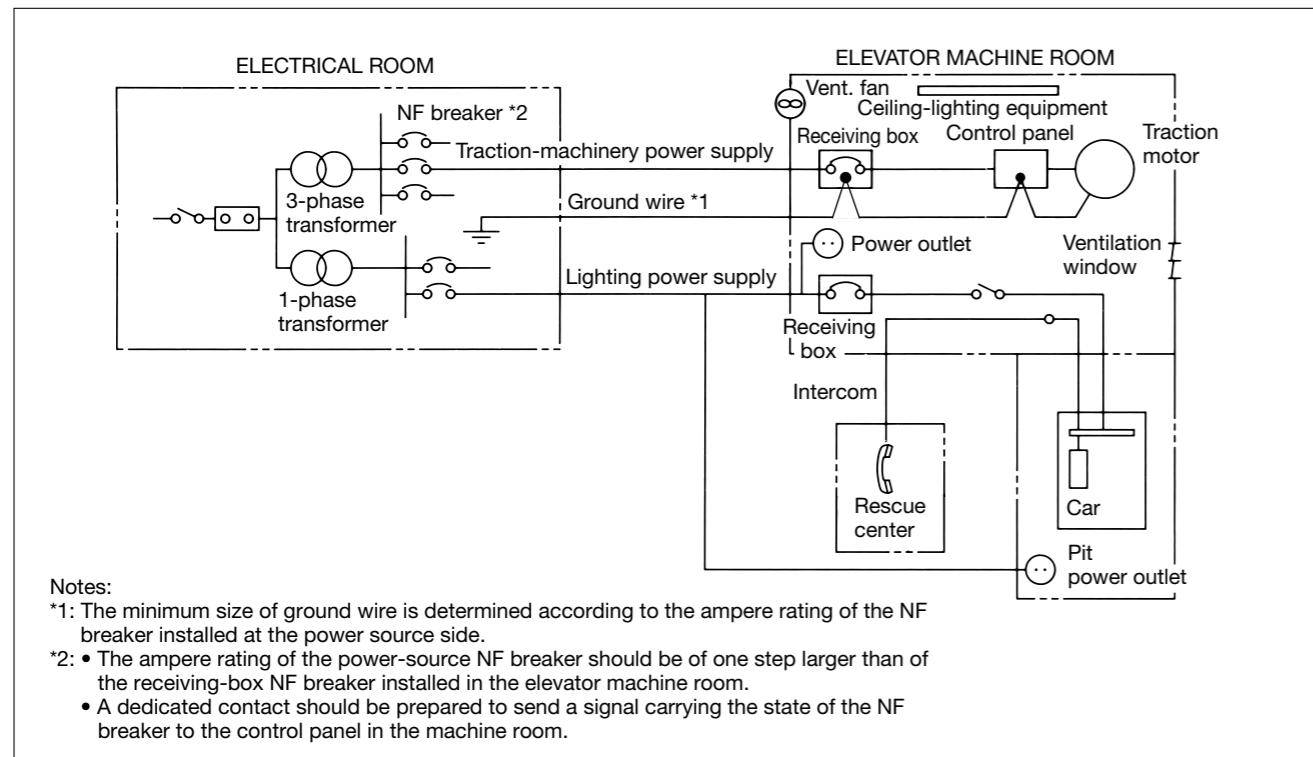 ELECTRICAL ROOM
NF breaker *2
3-phase
transformer
1-phase
transformer
Traction-machinery power supply
Ground wire *1
Lighting power supply
ELEVATOR MACHINE ROOM
Vent. fan
Ceiling-lighting equipment
Receiving box
Control panel
Traction
motor
Power outlet
Ventilation
window
Receiving
box
Intercom
Rescue
center
Car
Pit
power outlet
Notes:
*1: The minimum size of ground wire is determined according to the ampere rating of the NF
breaker installed at the power source side.
*2: • The ampere rating of the power-source NF breaker should be of one step larger than of
the receiving-box NF breaker installed in the elevator machine room.
• A dedicated contact should be prepared to send a signal carrying the state of the NF
breaker to the control panel in the machine room.